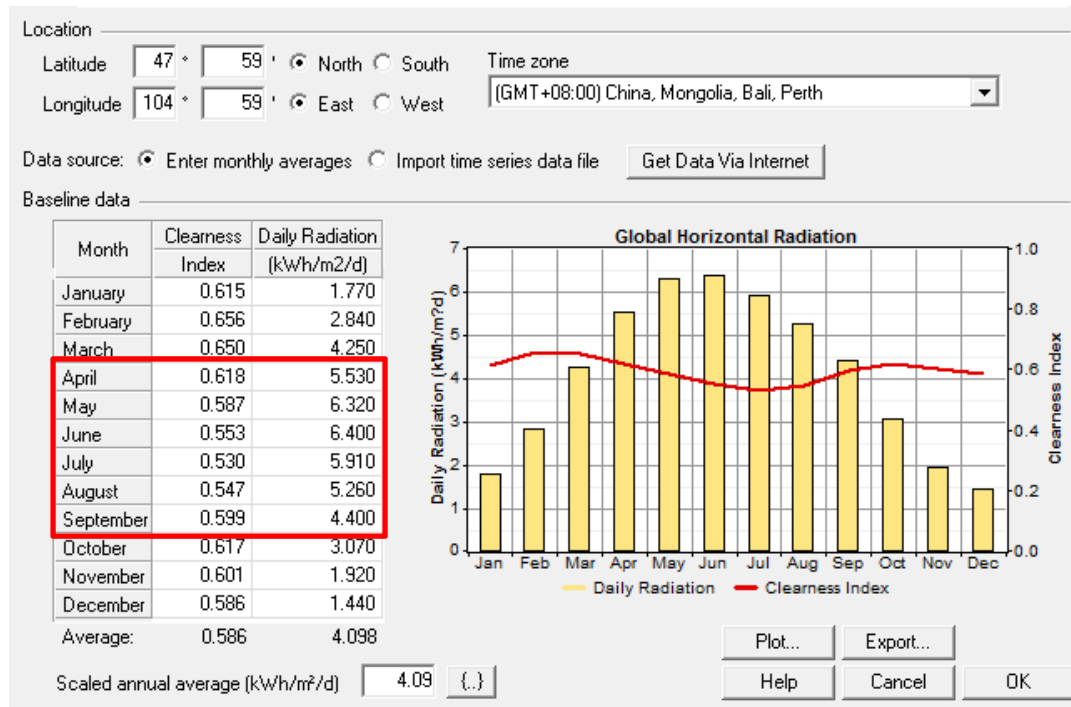 Location
Latitude 47 ° 59 ' North South Time zone
Longitude 104 ° 59 ' East West (GMT+08:00) China, Mongolia, Bali, Perth
Data source: Enter monthly averages Import time series data file Get Data Via Internet
Baseline data
Month Clearness Daily Radiation
Index (kWh/m2/d)
January 0.615 1.770
February 0.656 2.840
March 0.650 4.250
April 0.618 5.530
May 0.587 6.320
June 0.553 6.400
July 0.530 5.910
August 0.547 5.260
September 0.599 4.400
October 0.617 3.070
November 0.601 1.920
December 0.586 1.440
Average: 0.586 4.098
Scaled annual average (kWh/m²/d) 4.09 {..}
Global Horizontal Radiation
Daily Radiation (kWh/m?d)
7
6
5
4
3
2
1
0
1.0
0.8
0.6
0.4
0.2
0.0
Clearness Index
Jan Feb Mar Apr May Jun Jul Aug Sep Oct Nov Dec
Daily Radiation Clearness Index
Plot... Export...
Help Cancel OK